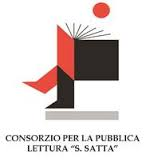 CONSORZIO PER LA PUBBLICA
LETTURA “S. SATTA”